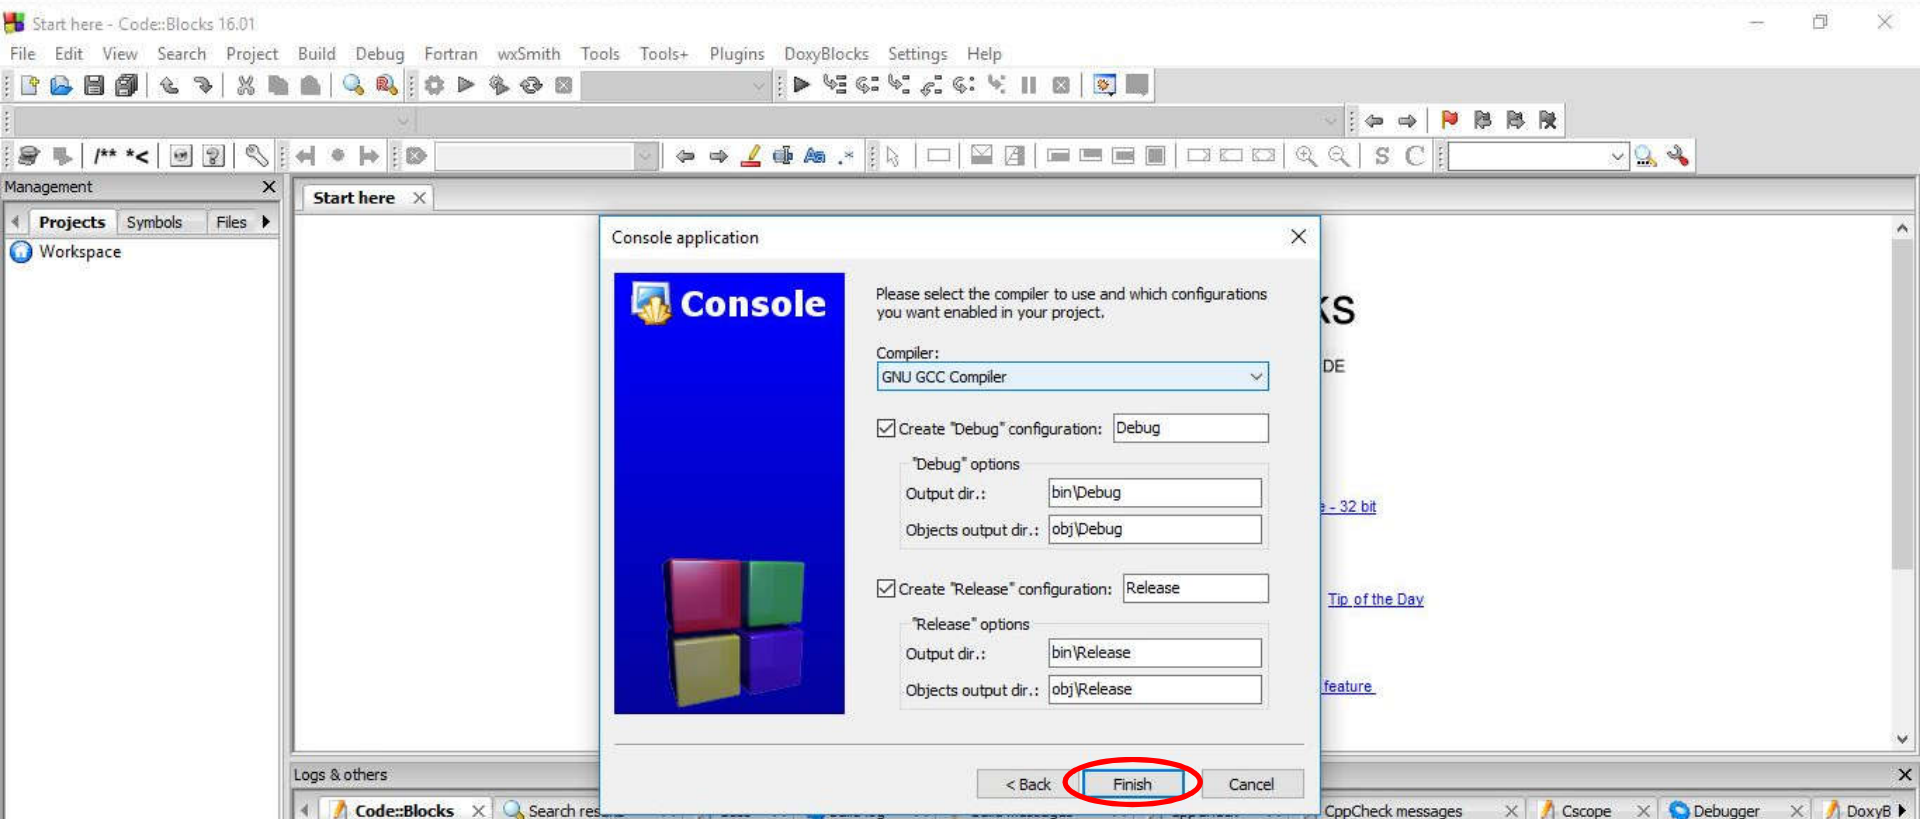 Start here - Code::Blocks 16.01
File Edit View Search Project Build Debug Fortran wxSmith Tools Tools+ Plugins DoxyBlocks Settings Help
/** *<
S C
Management
Start here
Projects Symbols Files
Workspace
Console application
Console
Please select the compiler to use and which configurations
you want enabled in your project.
KS
Compiler:
GNU GCC Compiler
DE
Create "Debug" configuration: Debug
"Debug" options
Output dir.: bin\Debug
- 32 bit
Objects output dir.: obj\Debug
Create "Release" configuration: Release
Tip of the Day
"Release" options
Output dir.: bin\Release
Objects output dir.: obj\Release
feature
Logs & others
< Back Finish Cancel
Code::Blocks Search CppCheck messages Cscope Debugger DoxyB